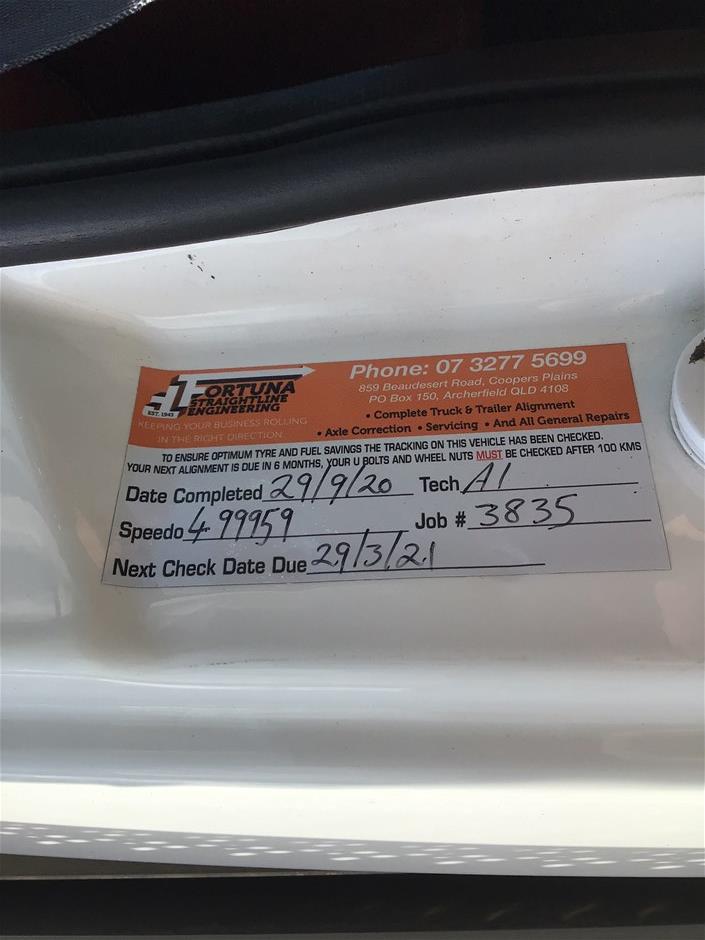 FORTUNA
STRAIGHTLINE
ENGINEERING
EST. 1943
KEEPING YOUR BUSINESS ROLLING
IN THE RIGHT DIRECTION
Phone: 07 3277 5699
859 Beaudesert Road, Coopers Plains
PO Box 150, Archerfield QLD 4108
• Complete Truck & Trailer Alignment
• Axle Correction • Servicing • And All General Repairs
TO ENSURE OPTIMUM TYRE AND FUEL SAVINGS THE TRACKING ON THIS VEHICLE HAS BEEN CHECKED.
YOUR NEXT ALIGNMENT IS DUE IN 6 MONTHS, YOUR U BOLTS AND WHEEL NUTS MUST BE CHECKED AFTER 100 KMS
Date Completed 29/9/20 Tech A1
Speedo 499959 Job # 3835
Next Check Date Due 29/3/21